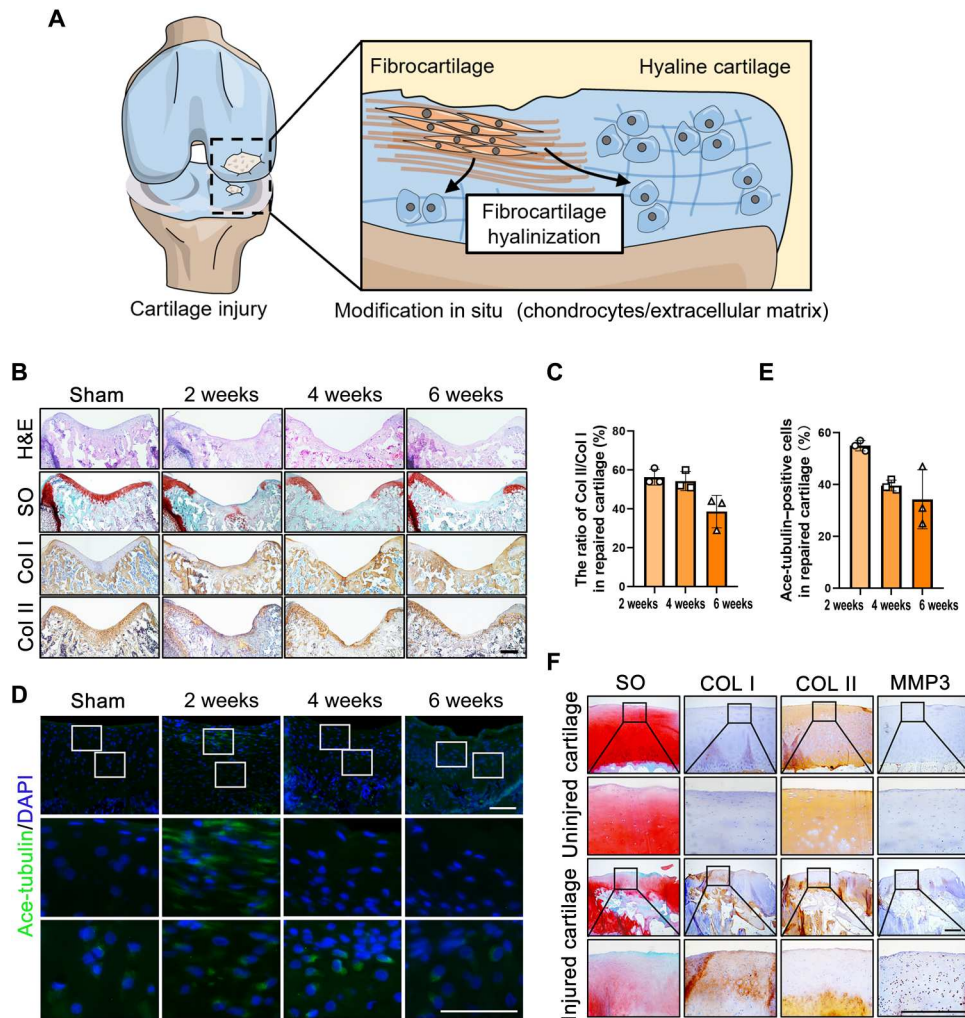 A
Fibrocartilage
Hyaline cartilage
Fibrocartilage
hyalinization
Cartilage injury
Modification in situ (chondrocytes/extracellular matrix)
B
Sham
2 weeks
4 weeks
6 weeks
H&E
SO
Col I
Col II
C
The ratio of Col II/Col I
in repaired cartilage (%)
80
60
40
20
0
2 weeks
4 weeks
6 weeks
E
Ace-tubulin–positive cells
in repaired cartilage (%)
60
40
20
0
2 weeks
4 weeks
6 weeks
D
Sham
2 weeks
4 weeks
6 weeks
Ace-tubulin/DAPI
F
SO
COL I
COL II
MMP3
Uninjred cartilage
Injured cartilage